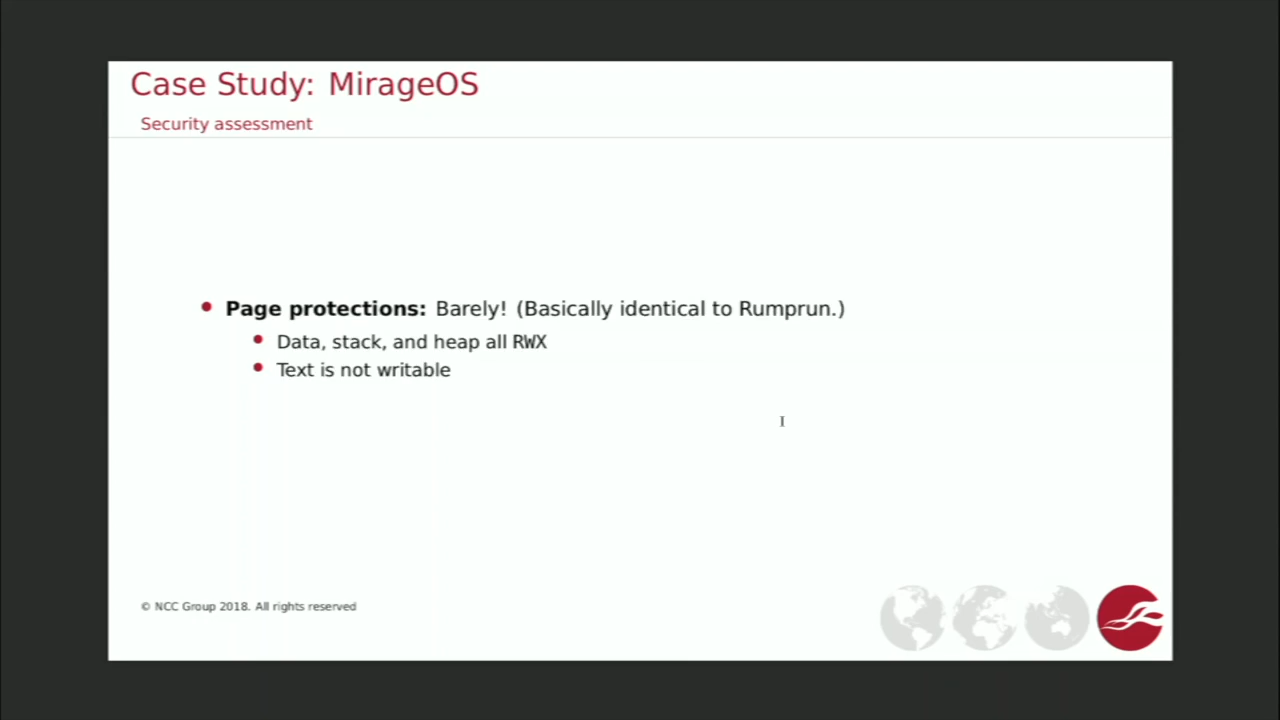 Case Study: MirageOS
Security assessment
• Page protections: Barely! (Basically identical to Rumprun.)
• Data, stack, and heap all RWX
• Text is not writable
© NCC Group 2018. All rights reserved